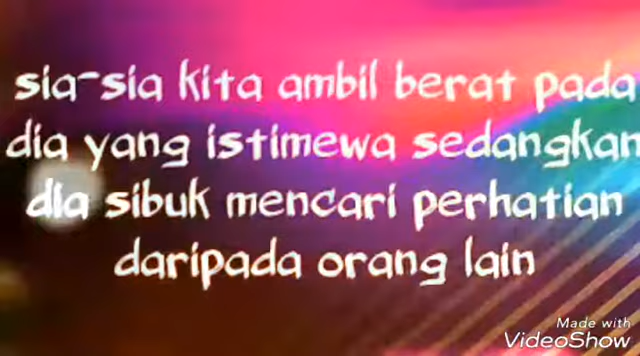 sia-sia kita ambil berat pada
dia yang istimewa sedangkan
dia sibuk mencari perhatian
daripada orang lain
Made with
VideoShow